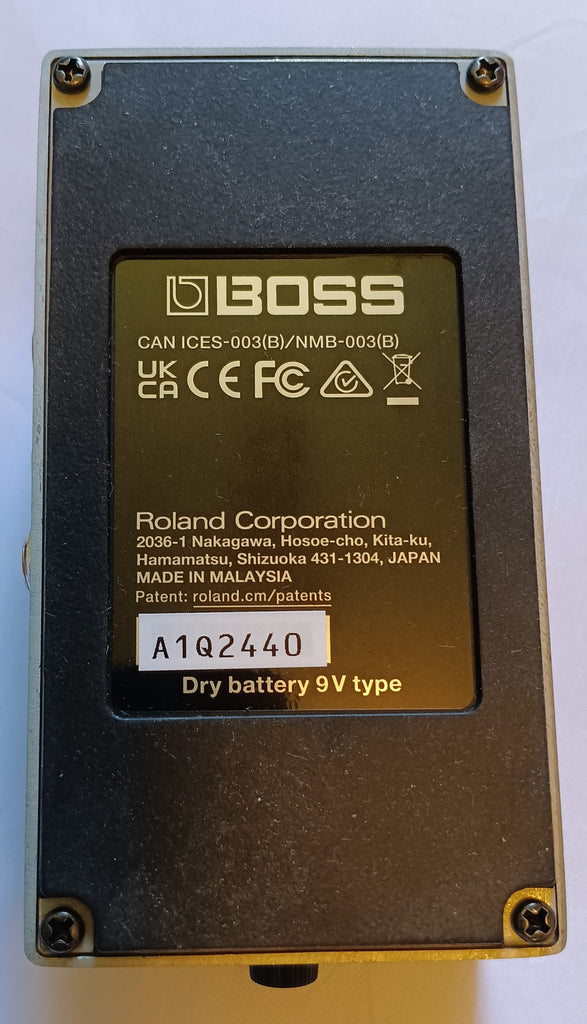 BOSS
CAN ICES-003(B)/NMB-003(B)
UK CA CE FC
Roland Corporation
2036-1 Nakagawa, Hosoe-cho, Kita-ku,
Hamamatsu, Shizuoka 431-1304, JAPAN
MADE IN MALAYSIA
Patent: roland.cm/patents
A1Q2440
Dry battery 9V type